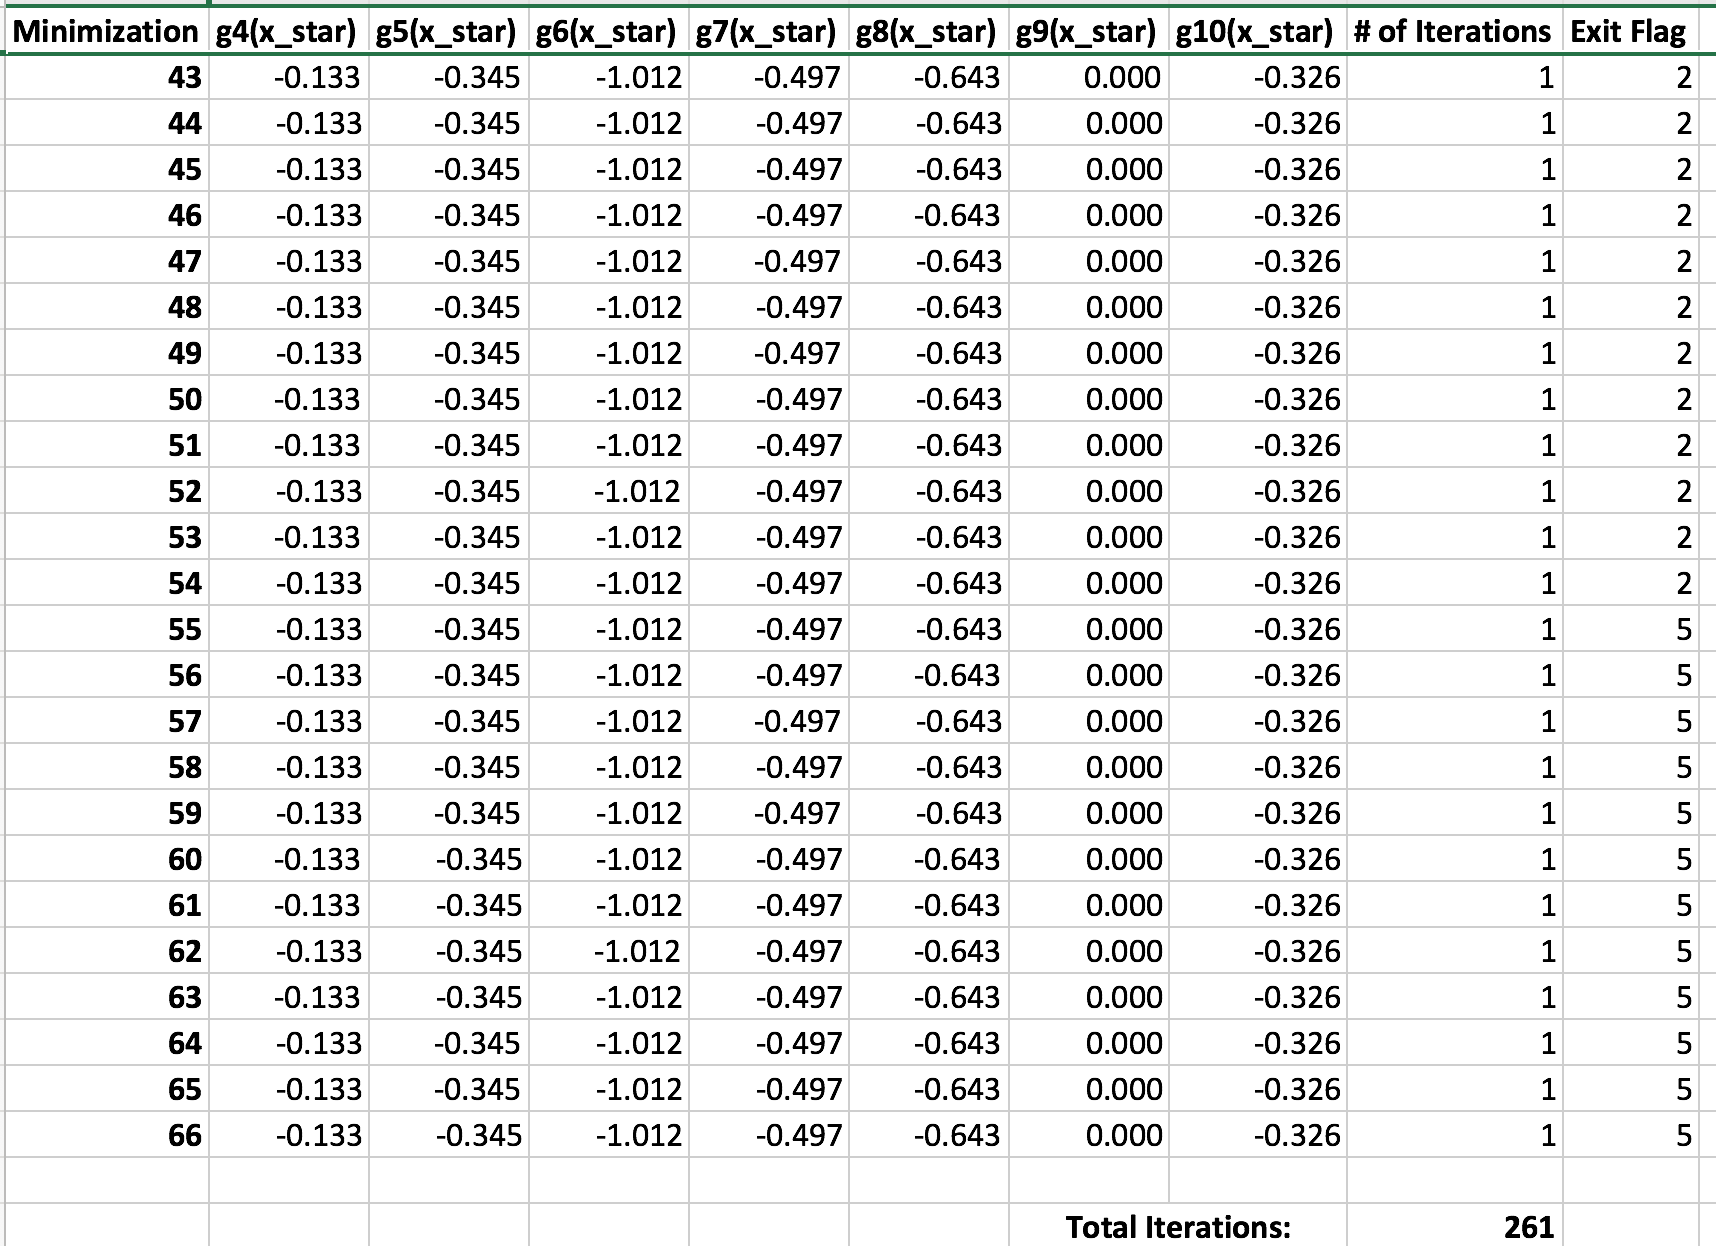 Minimization g4(x_star) g5(x_star) g6(x_star) g7(x_star) g8(x_star) g9(x_star) g10(x_star) # of Iterations Exit Flag
43 -0.133 -0.345 -1.012 -0.497 -0.643 0.000 -0.326 1 2
44 -0.133 -0.345 -1.012 -0.497 -0.643 0.000 -0.326 1 2
45 -0.133 -0.345 -1.012 -0.497 -0.643 0.000 -0.326 1 2
46 -0.133 -0.345 -1.012 -0.497 -0.643 0.000 -0.326 1 2
47 -0.133 -0.345 -1.012 -0.497 -0.643 0.000 -0.326 1 2
48 -0.133 -0.345 -1.012 -0.497 -0.643 0.000 -0.326 1 2
49 -0.133 -0.345 -1.012 -0.497 -0.643 0.000 -0.326 1 2
50 -0.133 -0.345 -1.012 -0.497 -0.643 0.000 -0.326 1 2
51 -0.133 -0.345 -1.012 -0.497 -0.643 0.000 -0.326 1 2
52 -0.133 -0.345 -1.012 -0.497 -0.643 0.000 -0.326 1 2
53 -0.133 -0.345 -1.012 -0.497 -0.643 0.000 -0.326 1 2
54 -0.133 -0.345 -1.012 -0.497 -0.643 0.000 -0.326 1 2
55 -0.133 -0.345 -1.012 -0.497 -0.643 0.000 -0.326 1 5
56 -0.133 -0.345 -1.012 -0.497 -0.643 0.000 -0.326 1 5
57 -0.133 -0.345 -1.012 -0.497 -0.643 0.000 -0.326 1 5
58 -0.133 -0.345 -1.012 -0.497 -0.643 0.000 -0.326 1 5
59 -0.133 -0.345 -1.012 -0.497 -0.643 0.000 -0.326 1 5
60 -0.133 -0.345 -1.012 -0.497 -0.643 0.000 -0.326 1 5
61 -0.133 -0.345 -1.012 -0.497 -0.643 0.000 -0.326 1 5
62 -0.133 -0.345 -1.012 -0.497 -0.643 0.000 -0.326 1 5
63 -0.133 -0.345 -1.012 -0.497 -0.643 0.000 -0.326 1 5
64 -0.133 -0.345 -1.012 -0.497 -0.643 0.000 -0.326 1 5
65 -0.133 -0.345 -1.012 -0.497 -0.643 0.000 -0.326 1 5
66 -0.133 -0.345 -1.012 -0.497 -0.643 0.000 -0.326 1 5
Total Iterations: 261